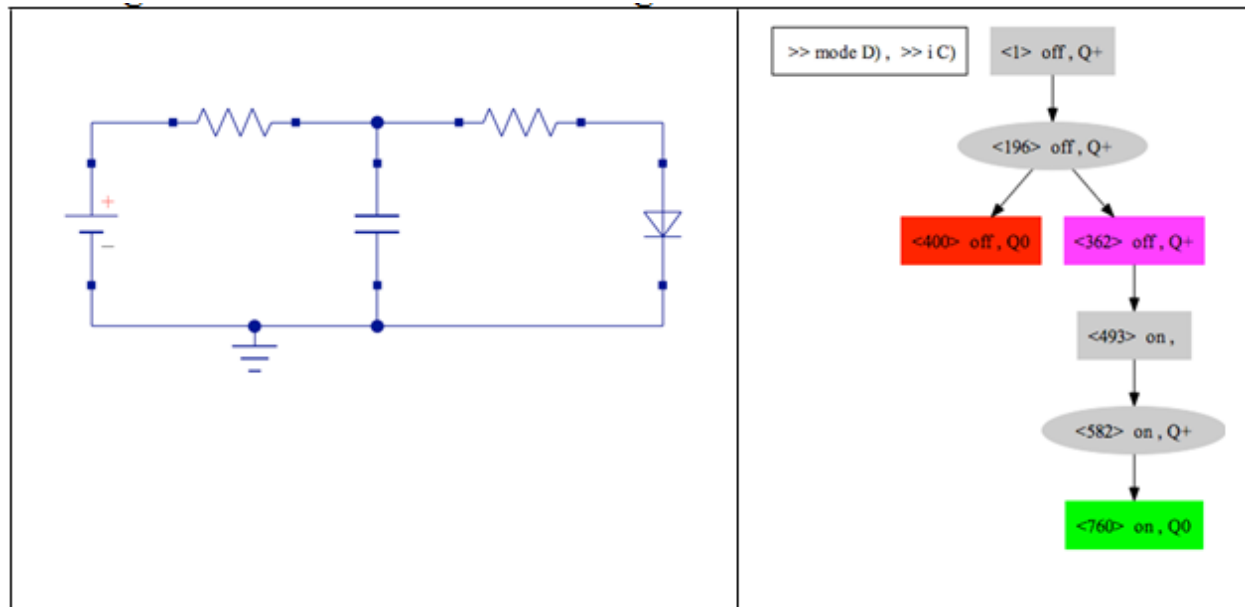 >> mode D) , >> i C)
<1> off , Q+
<196> off , Q+
<400> off , Q0
<362> off , Q+
<493> on ,
<582> on , Q+
<760> on , Q0
+
−